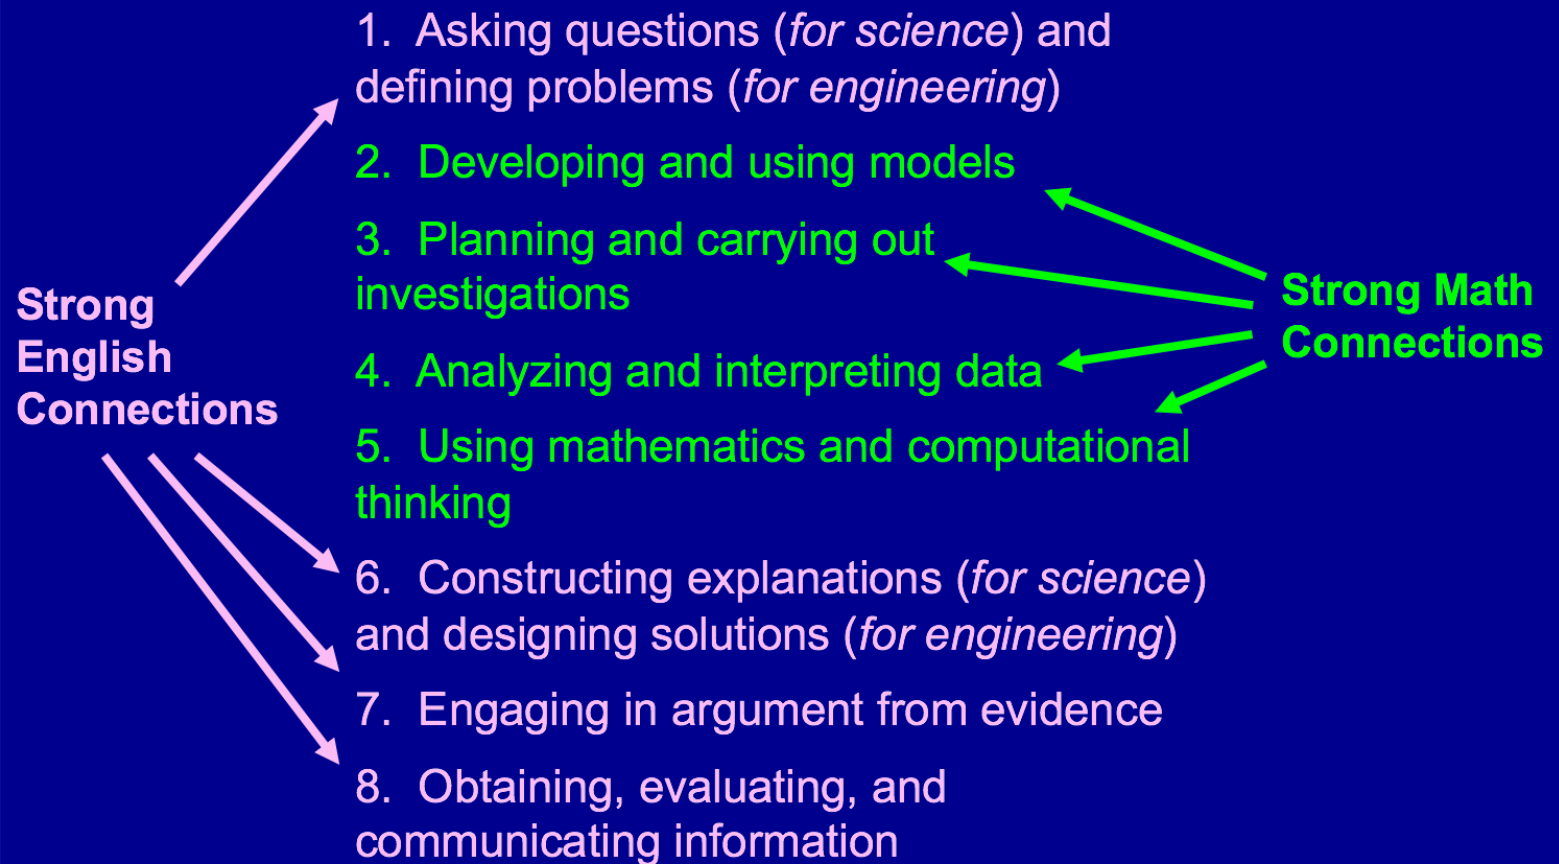 1. Asking questions (for science) and
defining problems (for engineering)
2. Developing and using models
3. Planning and carrying out
investigations
4. Analyzing and interpreting data
5. Using mathematics and computational
thinking
6. Constructing explanations (for science)
and designing solutions (for engineering)
7. Engaging in argument from evidence
8. Obtaining, evaluating, and
communicating information
Strong
English
Connections
Strong Math
Connections